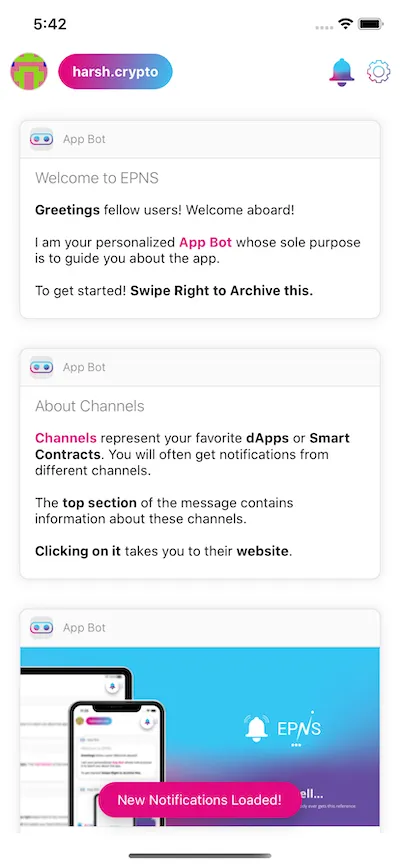 5:42
harsh.crypto
App Bot
Welcome to EPNS
Greetings fellow users! Welcome aboard!
I am your personalized App Bot whose sole purpose
is to guide you about the app.
To get started! Swipe Right to Archive this.
App Bot
About Channels
Channels represent your favorite dApps or Smart
Contracts. You will often get notifications from
different channels.
The top section of the message contains
information about these channels.
Clicking on it takes you to their website.
App Bot
EPNS
ell...
ever gets this reference
New Notifications Loaded!